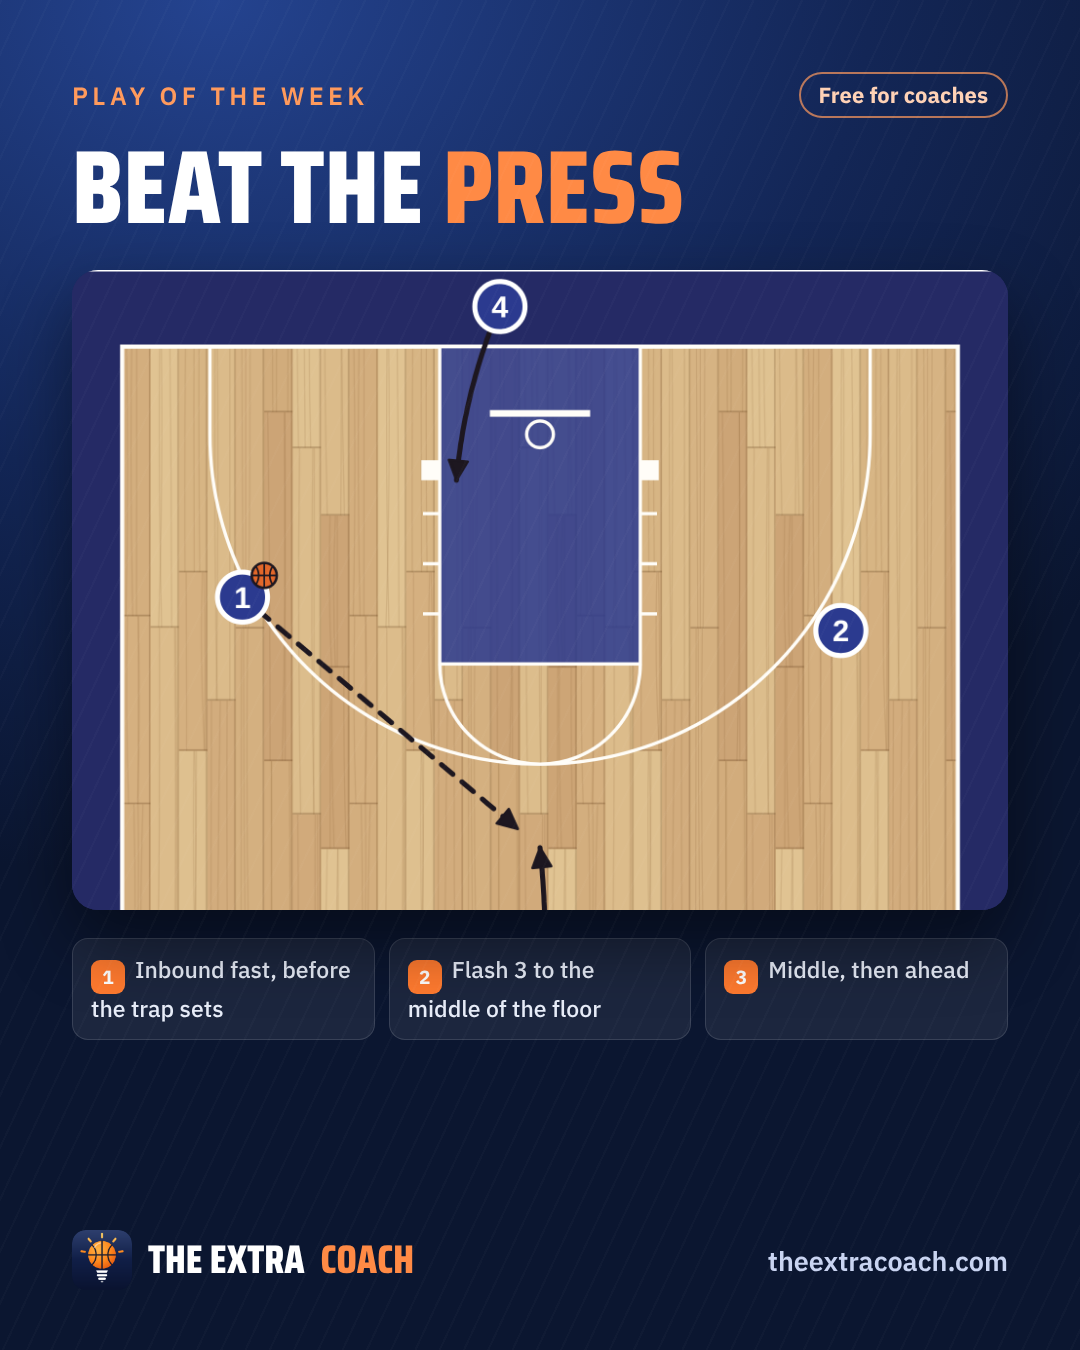 PLAY OF THE WEEK
Free for coaches
BEAT THE PRESS
4
1
2
1 Inbound fast, before
the trap sets
2 Flash 3 to the
middle of the floor
3 Middle, then ahead
THE EXTRA COACH
theextracoach.com